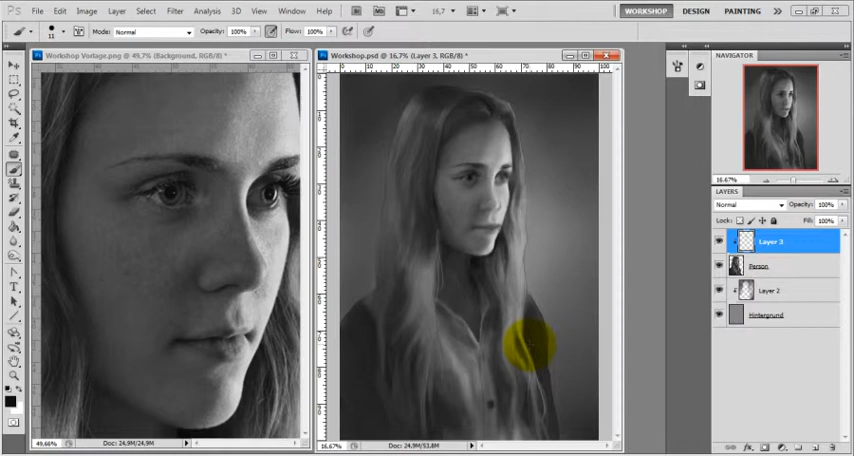 File Edit Image Layer Select Filter Analysis 3D View Window Help 16,7 WORKSHOP DESIGN PAINTING
11 Mode: Normal Opacity: 100% Flow: 100%
Workshop Vorlage.png @ 49,7% (Background, RGB/8) *
Workshop.psd @ 16,7% (Layer 3, RGB/8) *
NAVIGATOR
16.67%
LAYERS
Normal Opacity: 100%
Lock: Fill: 100%
Layer 3
Person
Layer 2
Hintergrund
49,66% Doc: 24,9M/24,9M
16,67% Doc: 24,9M/53,8M